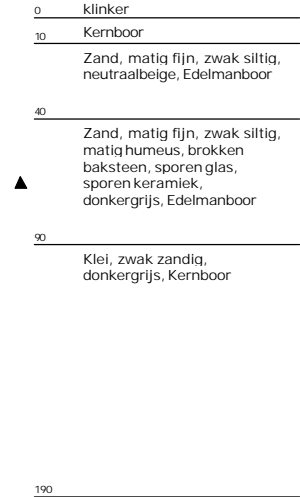 0 klinker
10 Kernboor
Zand, matig fijn, zwak siltig,
neutraalbeige, Edelmanboor
40
Zand, matig fijn, zwak siltig,
matig humeus, brokken
baksteen, sporen glas,
sporen keramiek,
donkergrijs, Edelmanboor
90
Klei, zwak zandig,
donkergrijs, Kernboor
190